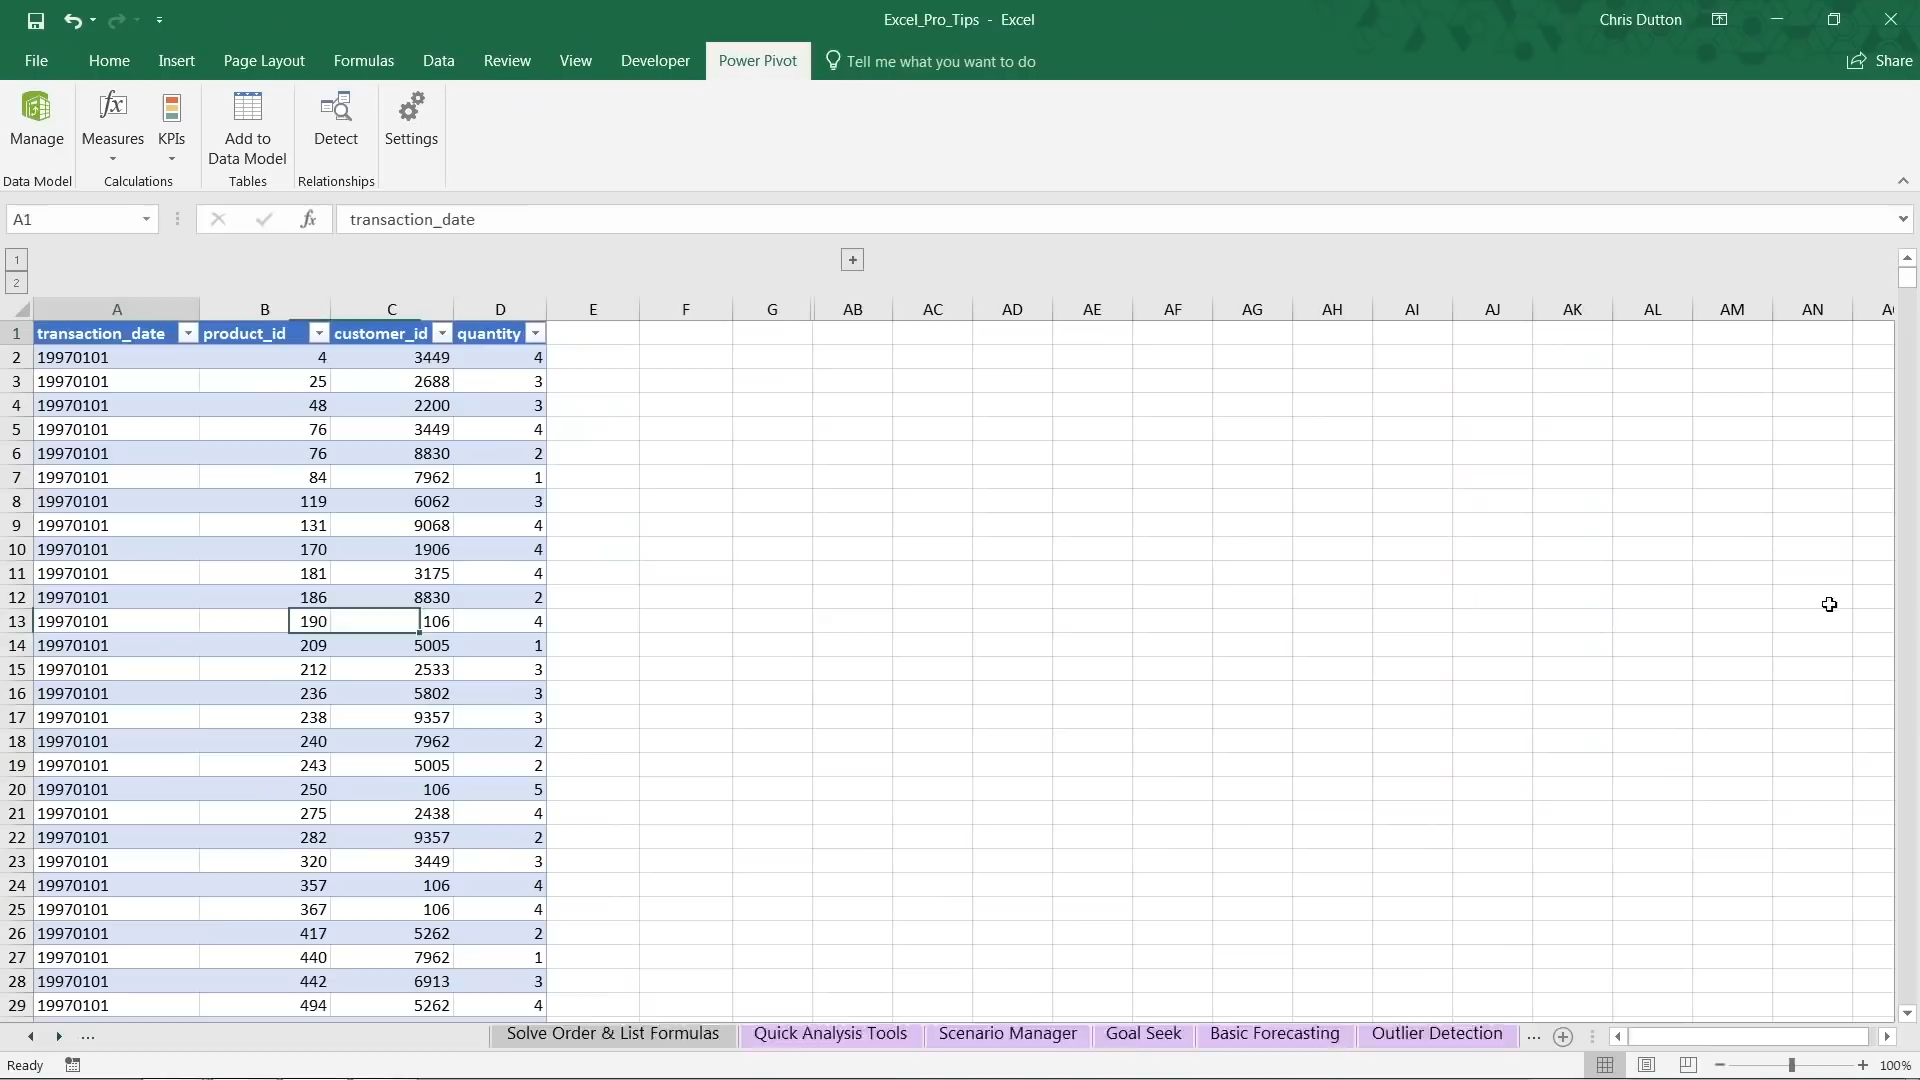 Excel_Pro_Tips - Excel
Chris Dutton
File Home Insert Page Layout Formulas Data Review View Developer Power Pivot Tell me what you want to do Share
Manage Measures KPIs Add to Data Model Detect Settings
Data Model Calculations Tables Relationships
A1 fx transaction_date
1
2
+
A B C D E F G AB AC AD AE AF AG AH AI AJ AK AL AM AN
1 transaction_date product_id customer_id quantity
2 19970101 4 3449 4
3 19970101 25 2688 3
4 19970101 48 2200 3
5 19970101 76 3449 4
6 19970101 76 8830 2
7 19970101 84 7962 1
8 19970101 119 6062 3
9 19970101 131 9068 4
10 19970101 170 1906 4
11 19970101 181 3175 4
12 19970101 186 8830 2
13 19970101 190 106 4
14 19970101 209 5005 1
15 19970101 212 2533 3
16 19970101 236 5802 3
17 19970101 238 9357 3
18 19970101 240 7962 2
19 19970101 243 5005 2
20 19970101 250 106 5
21 19970101 275 2438 4
22 19970101 282 9357 2
23 19970101 320 3449 3
24 19970101 357 106 4
25 19970101 367 106 4
26 19970101 417 5262 2
27 19970101 440 7962 1
28 19970101 442 6913 3
29 19970101 494 5262 4
... Solve Order & List Formulas Quick Analysis Tools Scenario Manager Goal Seek Basic Forecasting Outlier Detection ...
Ready 100%